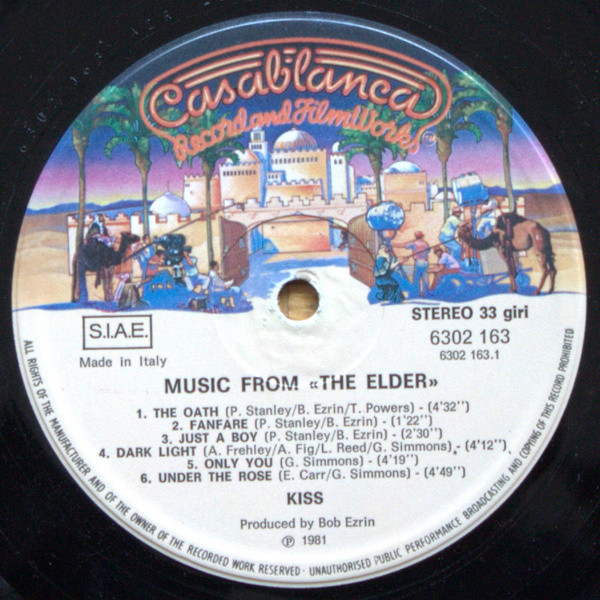 Casablanca
Record and FilmWorks
STEREO 33 giri
S.I.A.E.
6302 163
6302 163.1
Made in Italy
MUSIC FROM «THE ELDER»
1. THE OATH (P. Stanley/B. Ezrin/T. Powers) - (4'32'')
2. FANFARE (P. Stanley/B. Ezrin) - (1'22'')
3. JUST A BOY (P. Stanley/B. Ezrin) - (2'30'')
4. DARK LIGHT (A. Frehley/A. Fig/L. Reed/G. Simmons) - (4'12'')
5. ONLY YOU (G. Simmons) - (4'19'')
6. UNDER THE ROSE (E. Carr/G. Simmons) - (4'49'')
KISS
Produced by Bob Ezrin
Ⓟ 1981
ALL RIGHTS OF THE MANUFACTURER AND OF THE OWNER OF THE RECORDED WORK RESERVED - UNAUTHORISED PUBLIC PERFORMANCE BROADCASTING AND COPYING OF THIS RECORD PROHIBITED